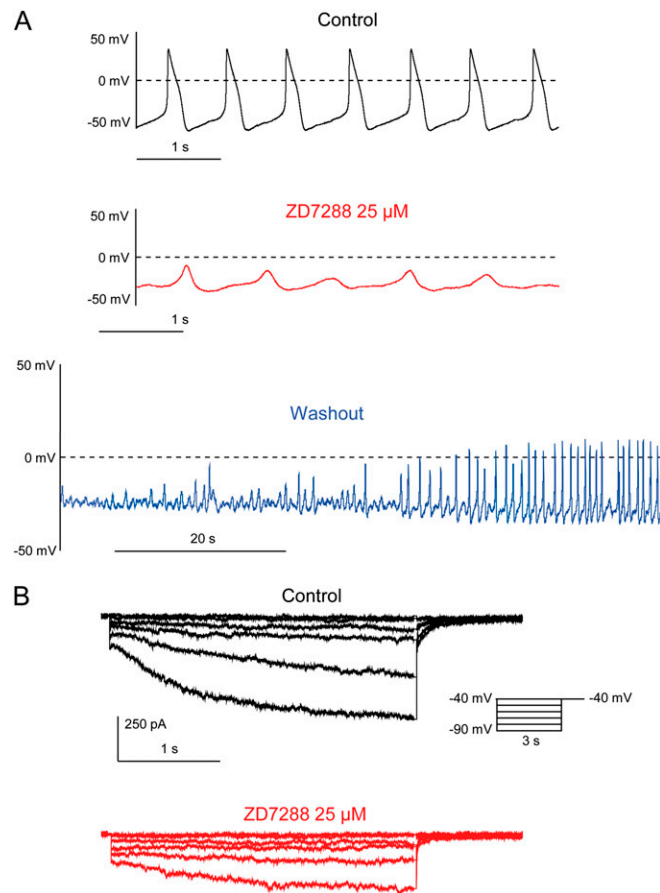 A
Control
50 mV
0 mV
-50 mV
1 s
ZD7288 25 µM
50 mV
0 mV
-50 mV
1 s
50 mV
Washout
0 mV
-50 mV
20 s
B
Control
-40 mV -40 mV
250 pA
-90 mV
1 s
3 s
ZD7288 25 µM